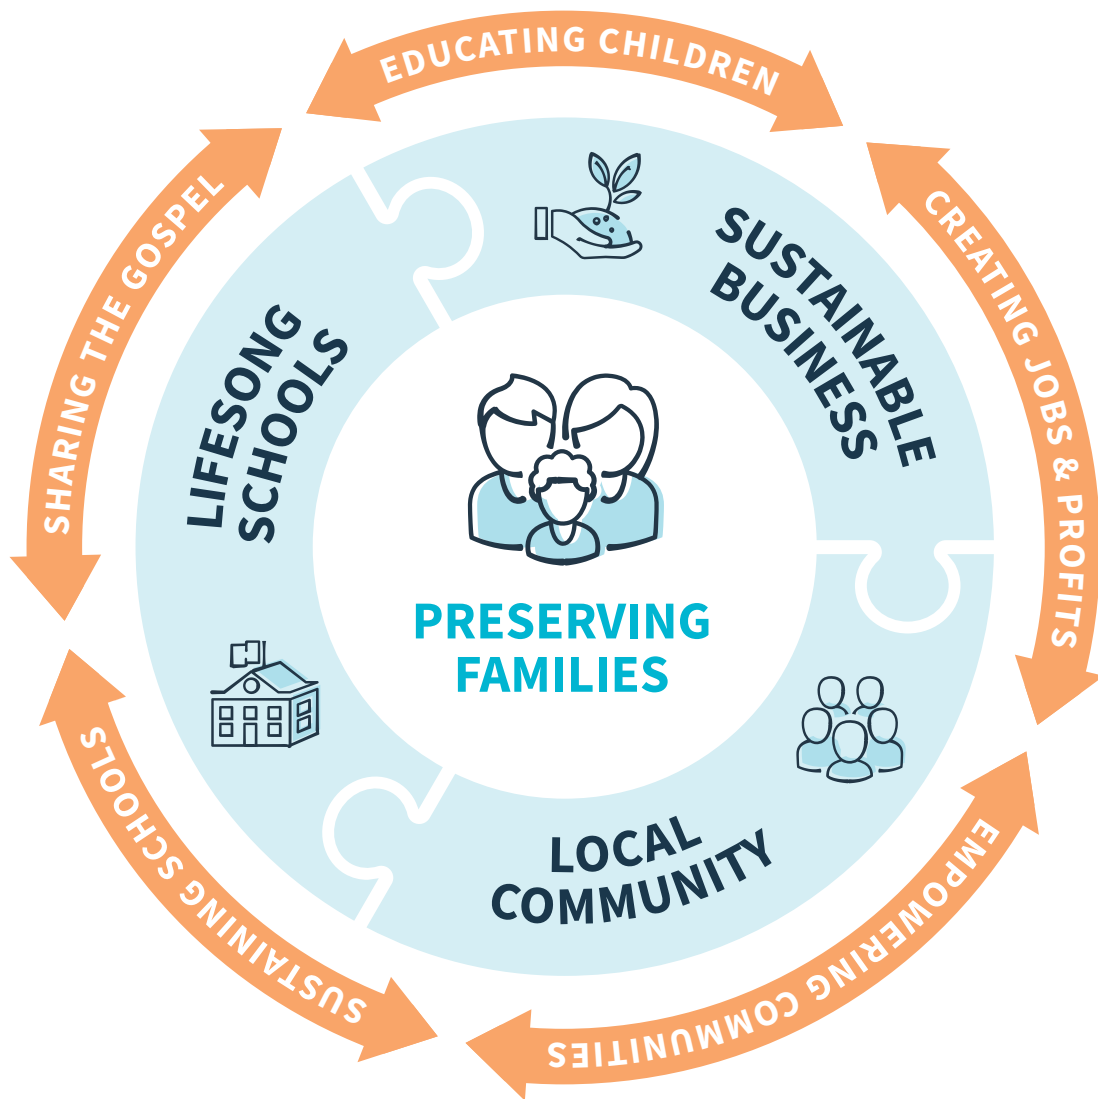 EDUCATING CHILDREN
CREATING JOBS & PROFITS
EMPOWERING COMMUNITIES
SUSTAINING SCHOOLS
SHARING THE GOSPEL
SUSTAINABLE
BUSINESS
LOCAL
COMMUNITY
LIFESONG
SCHOOLS
PRESERVING
FAMILIES